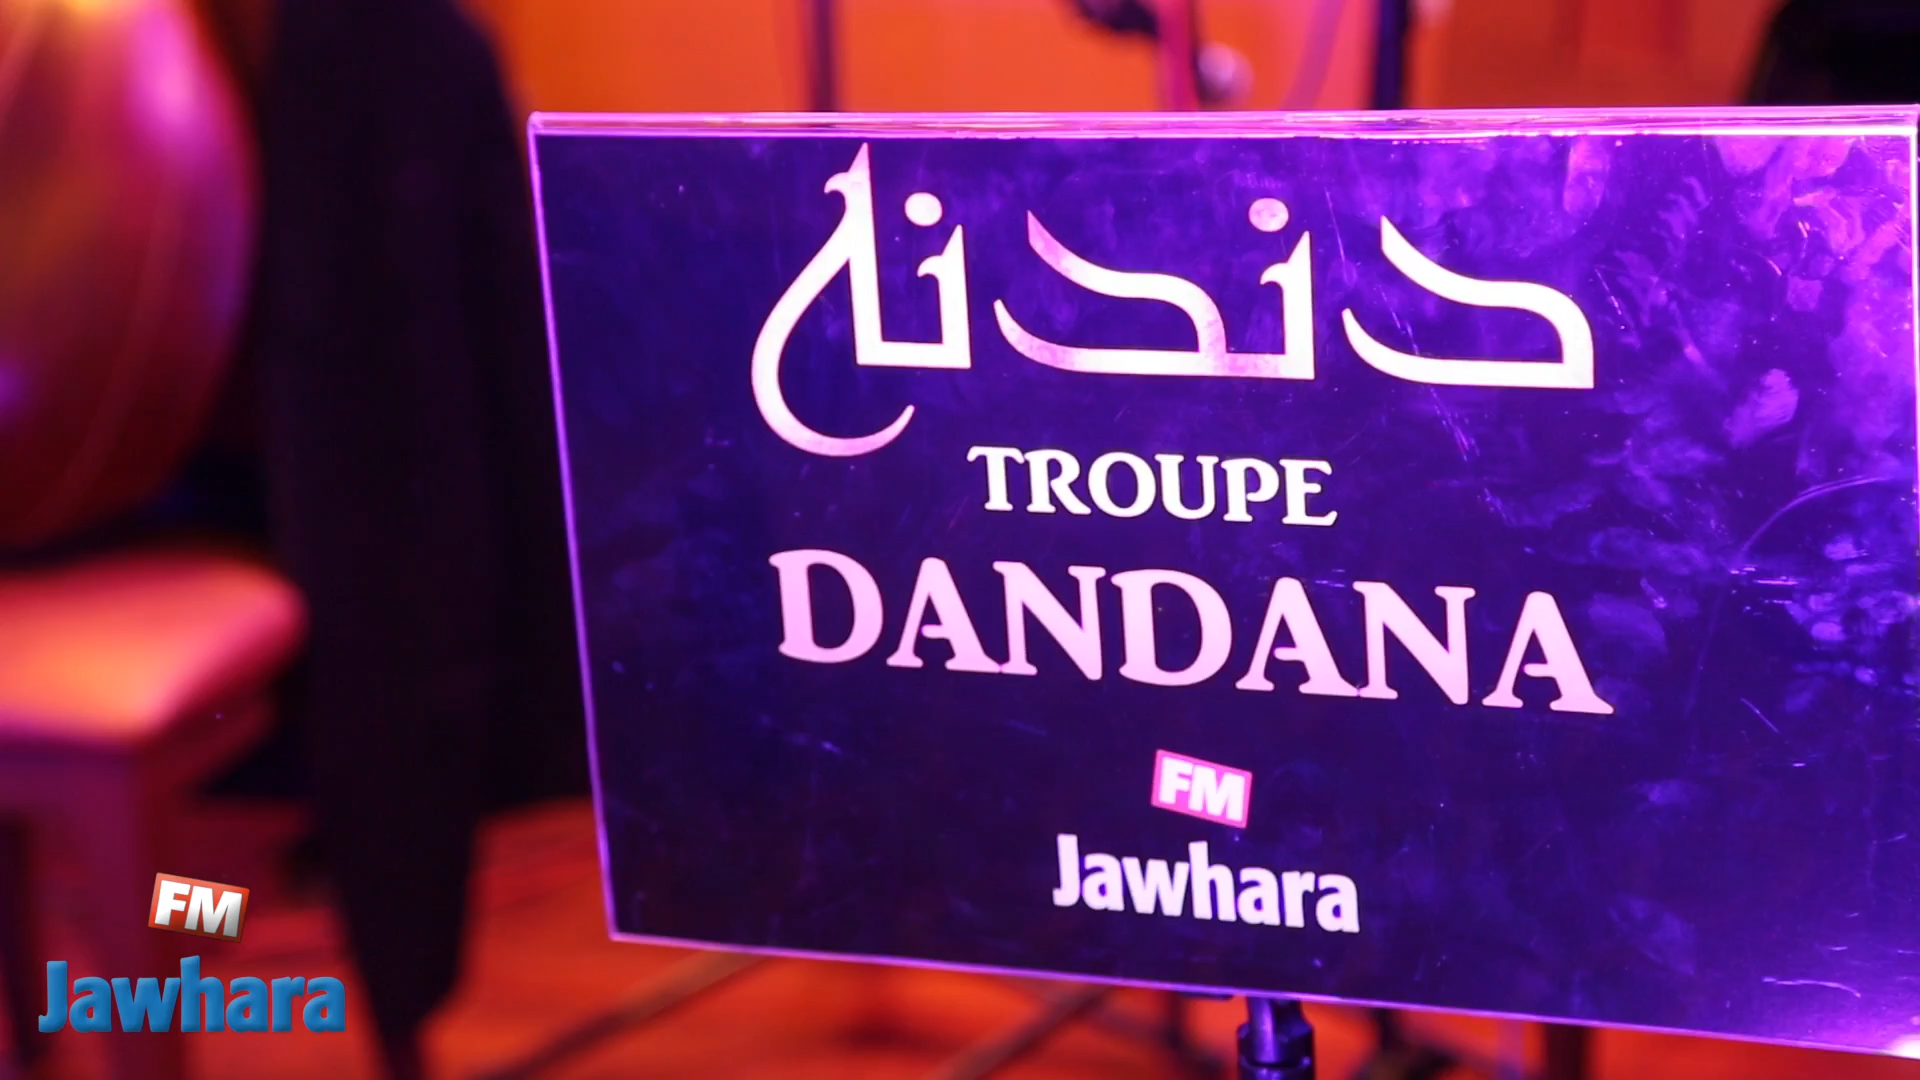 دندنة
TROUPE
DANDANA
FM
Jawhara
FM
Jawhara